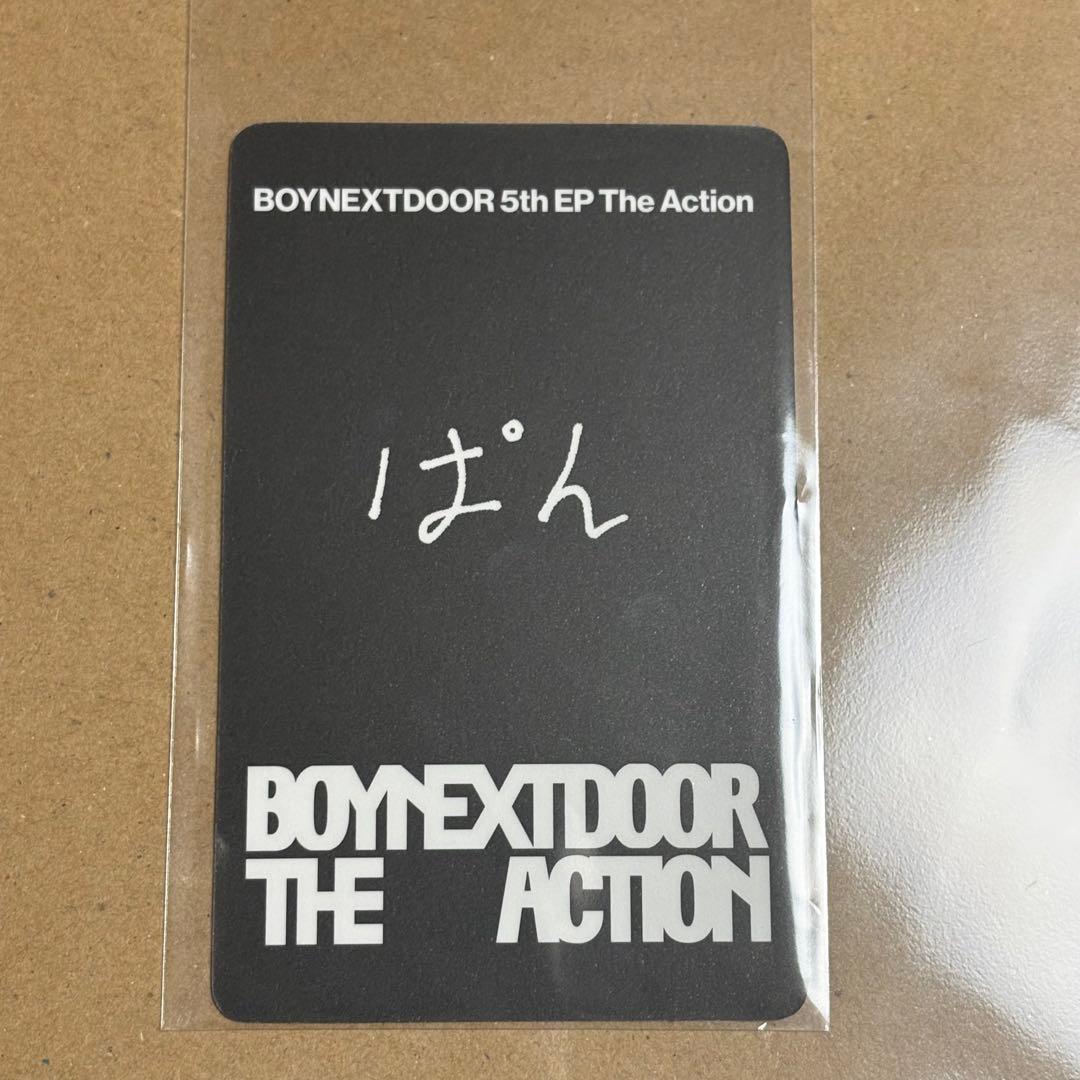 BOYNEXTDOOR 5th EP The Action
ぱん
BOYNEXTDOOR
THE ACTION